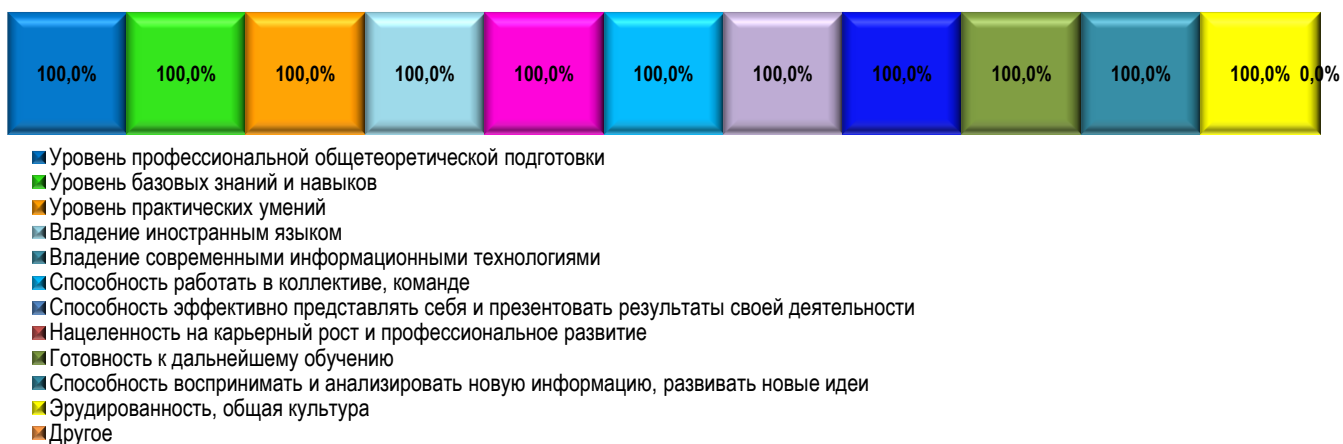 100,0% 100,0% 100,0% 100,0% 100,0% 100,0% 100,0% 100,0% 100,0% 100,0% 100,0% 0,0%
Уровень профессиональной общетеоретической подготовки
Уровень базовых знаний и навыков
Уровень практических умений
Владение иностранным языком
Владение современными информационными технологиями
Способность работать в коллективе, команде
Способность эффективно представлять себя и презентовать результаты своей деятельности
Нацеленность на карьерный рост и профессиональное развитие
Готовность к дальнейшему обучению
Способность воспринимать и анализировать новую информацию, развивать новые идеи
Эрудированность, общая культура
Другое